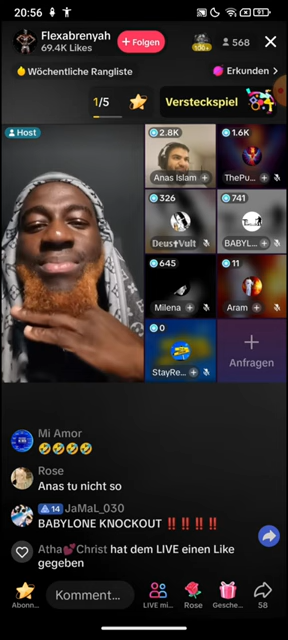 20:56
91
Flexabrenyah
69.4K Likes
+ Folgen
100+
568
Wöchentliche Rangliste
Erkunden >
1/5
Versteckspiel
Host
2.8K
Anas Islam
1.6K
ThePu...
326
Deus✝Vult
741
BABYL...
645
Milena
11
Aram
0
StayRe...
Anfragen
Mi Amor
🤣🤣🤣🤣
Rose
Anas tu nicht so
14 JaMaL_030
BABYLONE KNOCKOUT ‼️‼️‼️‼️
Atha💕Christ hat dem LIVE einen Like
gegeben
Abonn...
Komment...
LIVE mi...
Rose
Gesche...
58